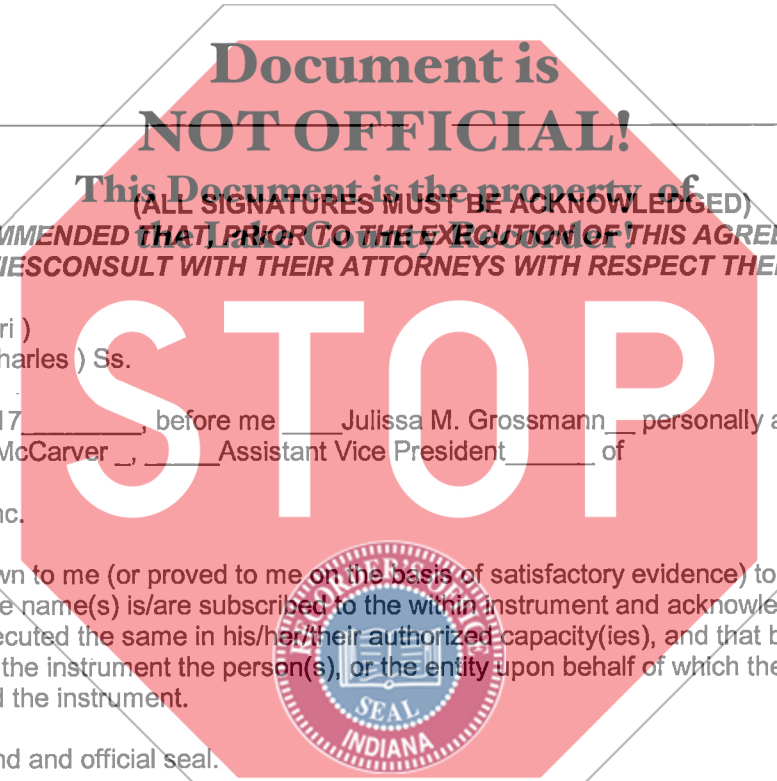 Document is
NOT OFFICIAL!
This Document is the property of
the Lake County Recorder!
(ALL SIGNATURES MUST BE ACKNOWLEDGED)
MMENDED THAT, PRIOR TO THE EXECUTION OF THIS AGREE
IESCONSULT WITH THEIR ATTORNEYS WITH RESPECT THE
STOP
ri )
harles ) Ss.
17________, before me ____Julissa M. Grossmann__ personally a
McCarver _, _____Assistant Vice President______ of
nc.
wn to me (or proved to me on the basis of satisfactory evidence) to
e name(s) is/are subscribed to the within instrument and acknowle
ecuted the same in his/her/their authorized capacity(ies), and that b
the instrument the person(s), or the entity upon behalf of which the
d the instrument.
nd and official seal.
RECORDER'S OFFICE
SEAL
INDIANA